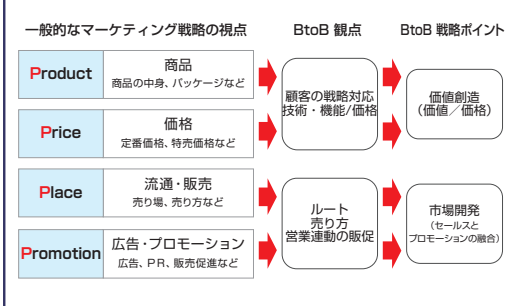 一般的なマーケティング戦略の視点
BtoB 観点
BtoB 戦略ポイント
Product
商品
商品の中身、パッケージなど
Price
価格
定番価格、特売価格など
顧客の戦略対応
技術・機能/価格
価値創造
（価値／価格）
Place
流通・販売
売り場、売り方など
Promotion
広告・プロモーション
広告、PR、販売促進など
ルート
売り方
営業連動の販促
市場開発
（セールスと
プロモーションの融合）